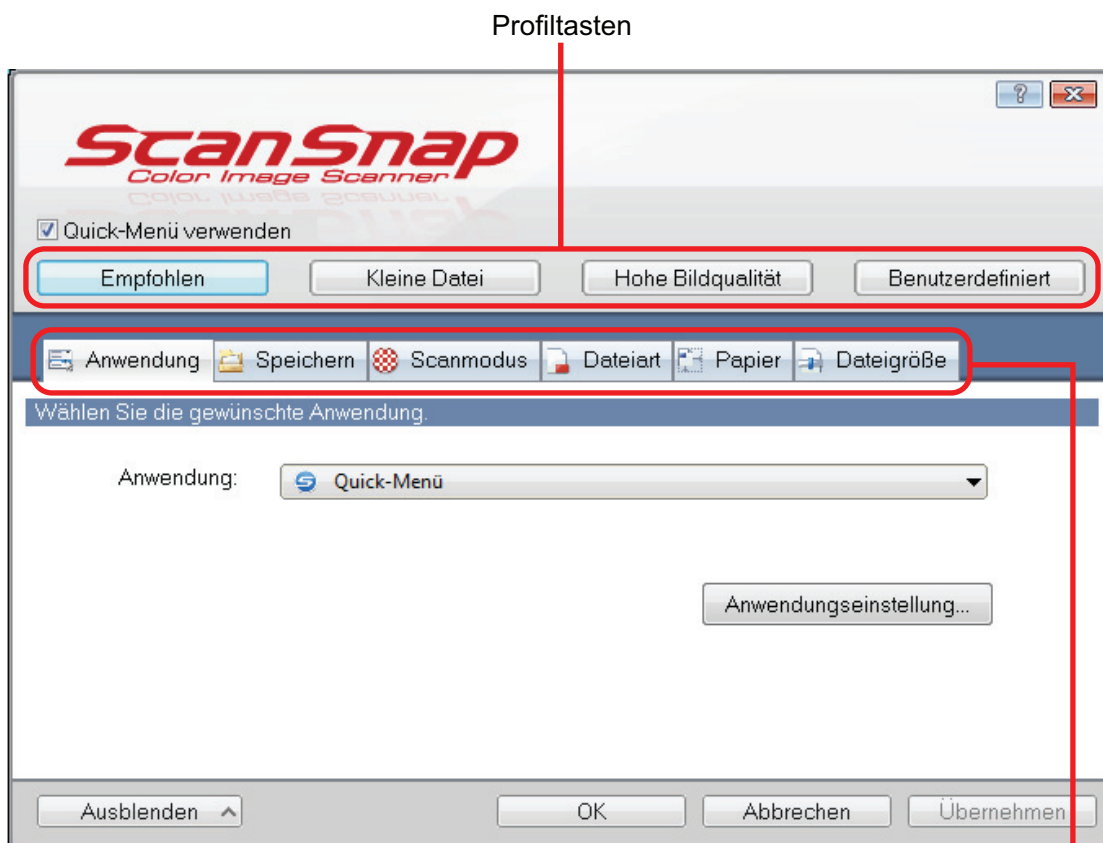 Profiltasten
ScanSnap
Color Image Scanner
Quick-Menü verwenden
Empfohlen Kleine Datei Hohe Bildqualität Benutzerdefiniert
Anwendung Speichern Scanmodus Dateiart Papier Dateigröße
Wählen Sie die gewünschte Anwendung.
Anwendung: Quick-Menü
Anwendungseinstellung...
Ausblenden OK Abbrechen Übernehmen